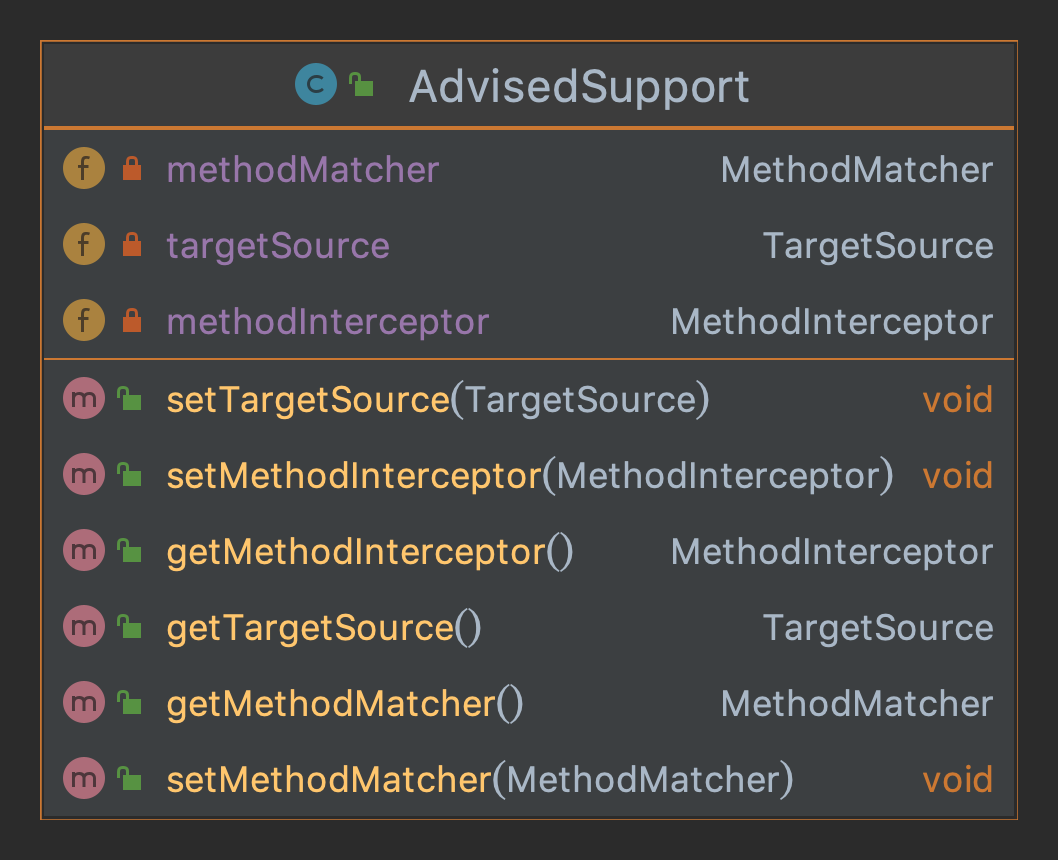 C AdvisedSupport
f methodMatcher MethodMatcher
f targetSource TargetSource
f methodInterceptor MethodInterceptor
m setTargetSource(TargetSource) void
m setMethodInterceptor(MethodInterceptor) void
m getMethodInterceptor() MethodInterceptor
m getTargetSource() TargetSource
m getMethodMatcher() MethodMatcher
m setMethodMatcher(MethodMatcher) void